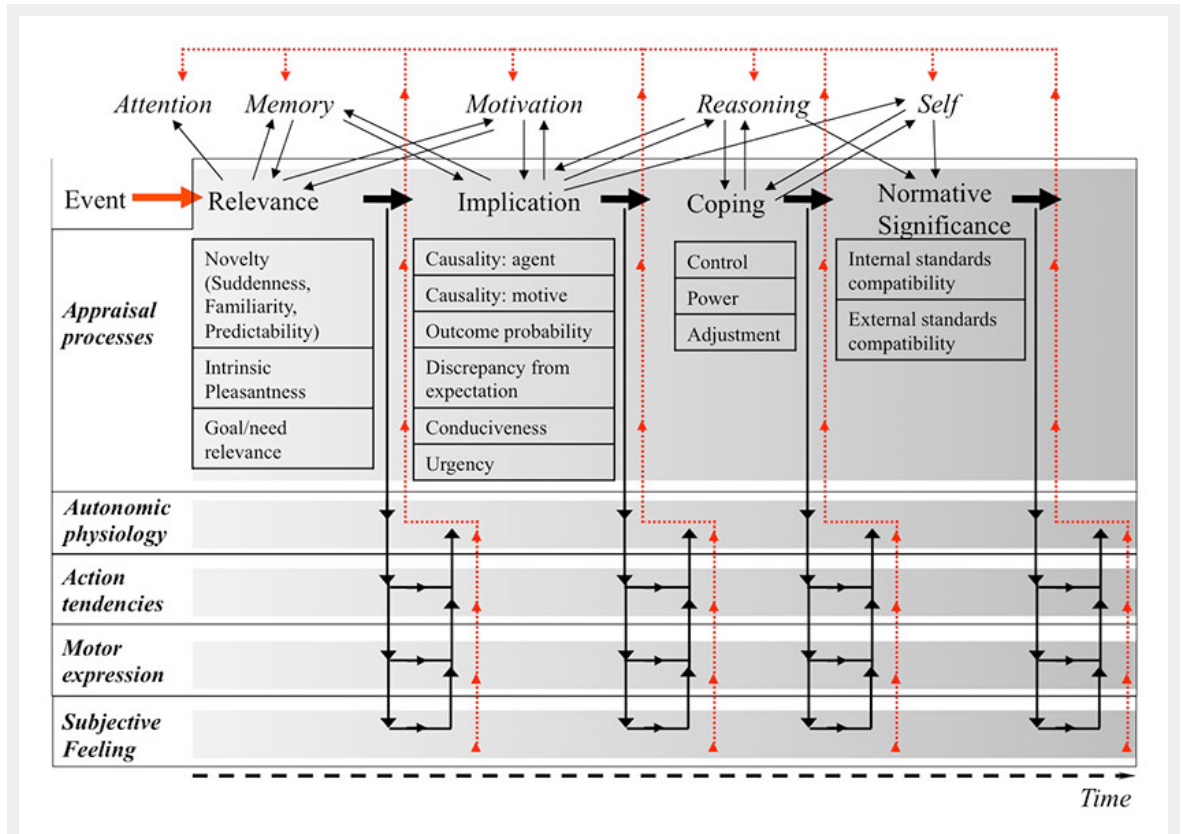 Attention Memory Motivation Reasoning Self
Event Relevance Implication Coping Normative
Significance
Appraisal
processes
Novelty
(Suddenness,
Familiarity,
Predictability)
Intrinsic
Pleasantness
Goal/need
relevance
Causality: agent
Causality: motive
Outcome probability
Discrepancy from
expectation
Conduciveness
Urgency
Control
Power
Adjustment
Internal standards
compatibility
External standards
compatibility
Autonomic
physiology
Action
tendencies
Motor
expression
Subjective
Feeling
Time